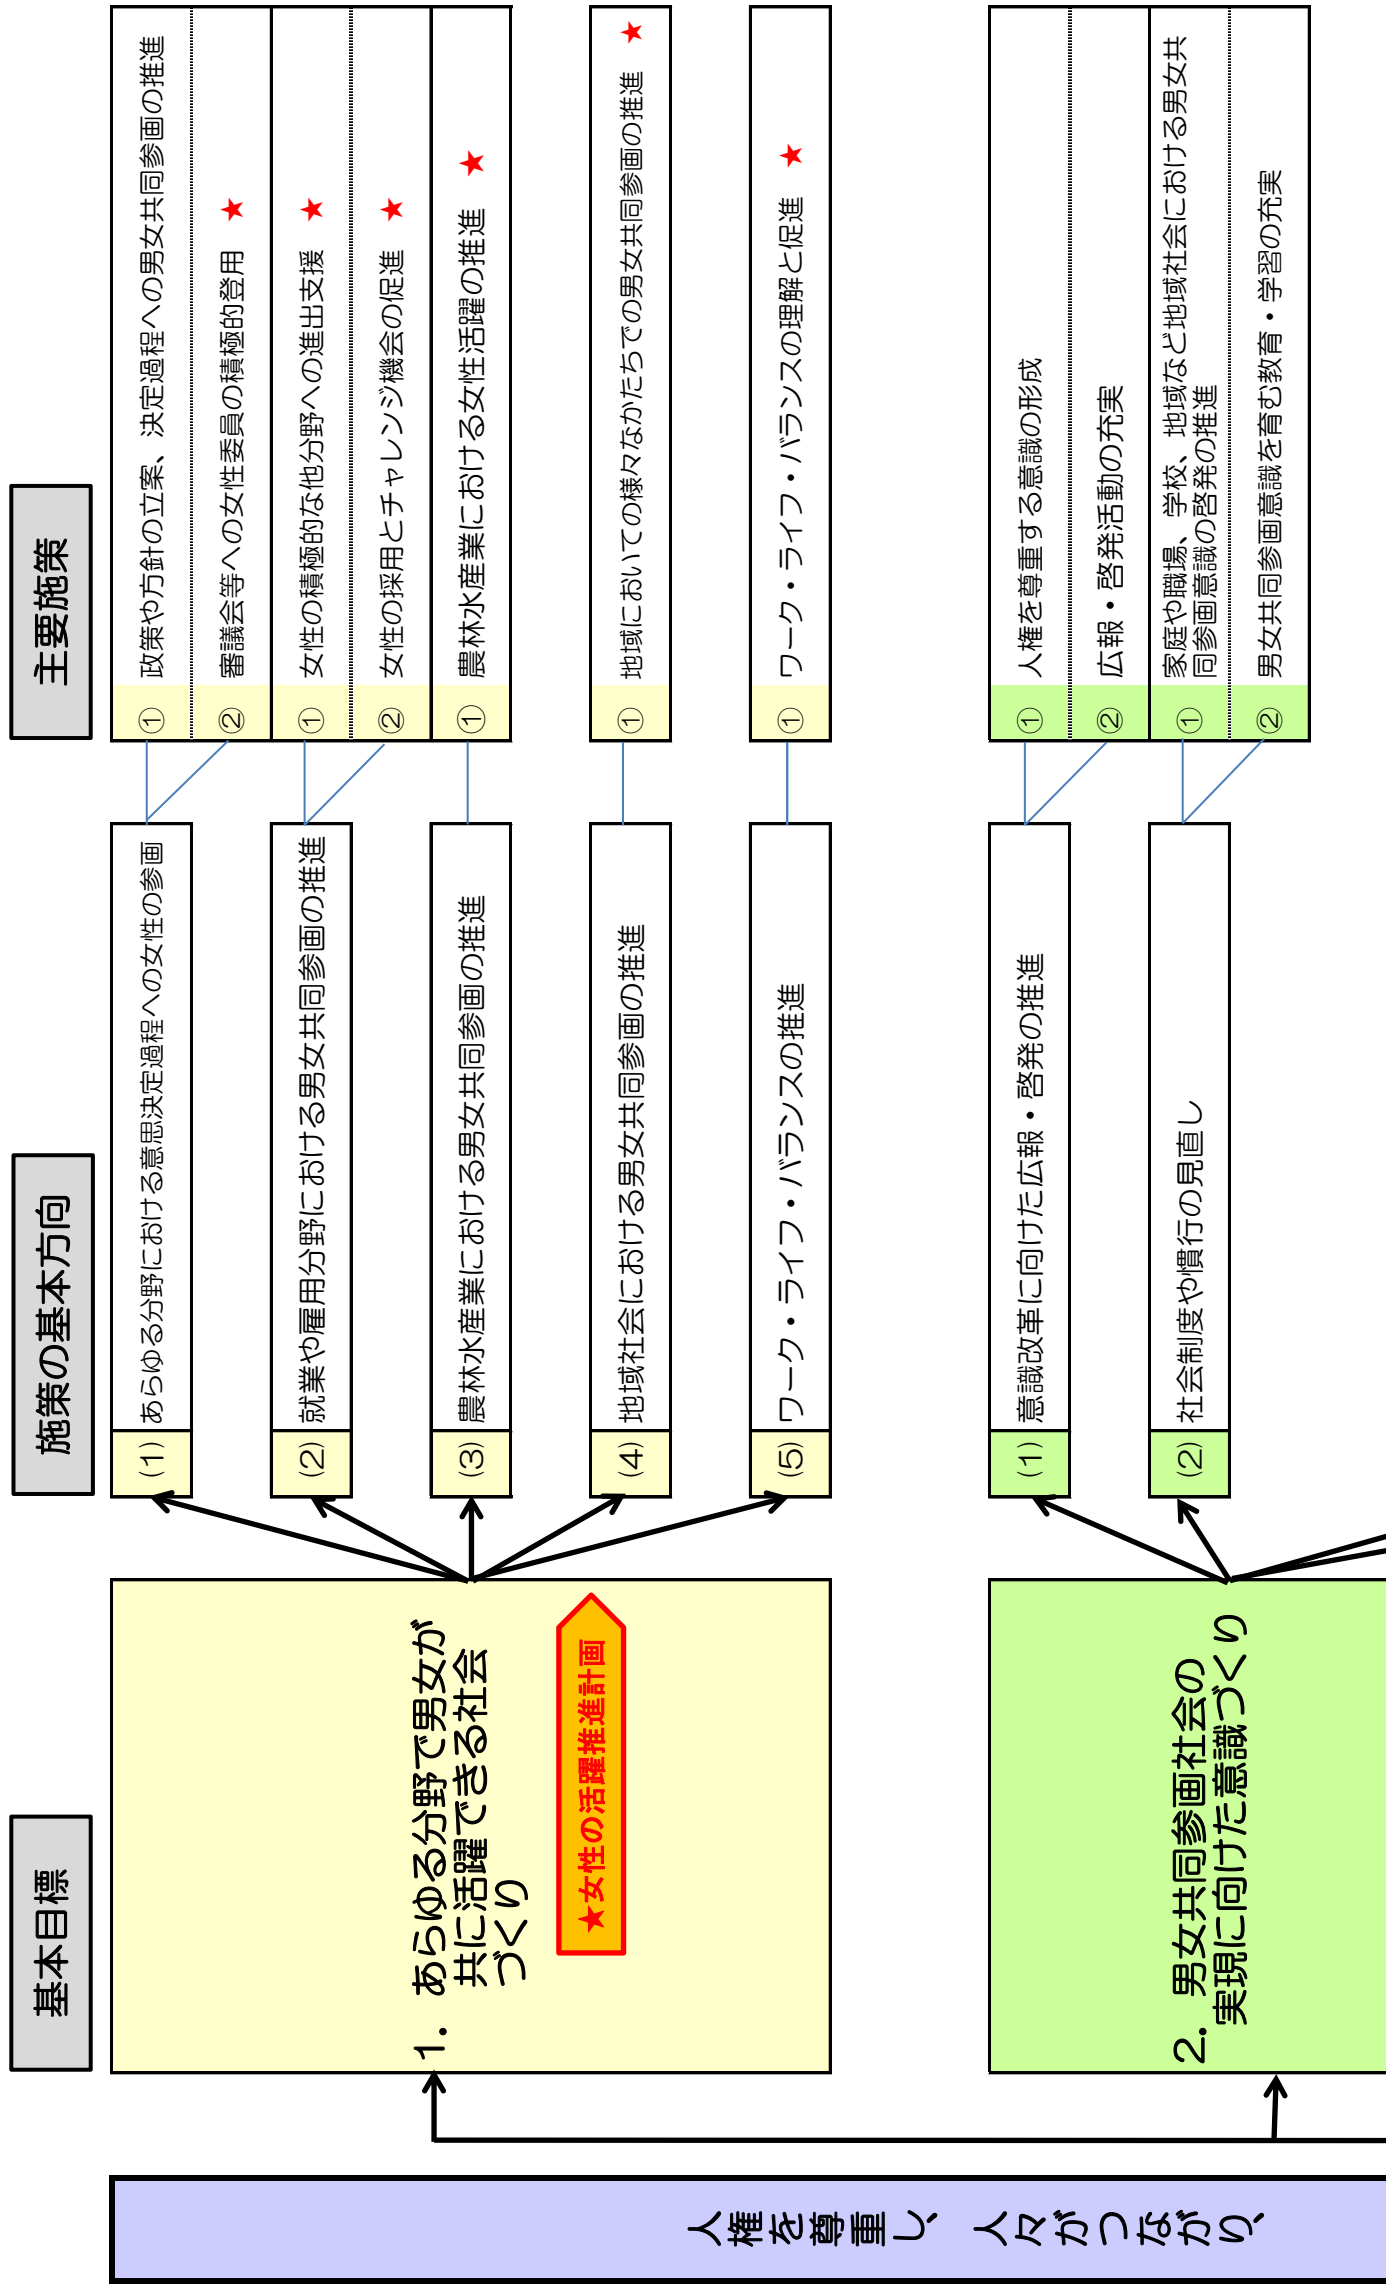 人権を尊重し、人々がつながり、
基本目標
施策の基本方向
主要施策
1. あらゆる分野で男女が
共に活躍できる社会
づくり
★女性の活躍推進計画
(1) あらゆる分野における意思決定過程への女性の参画
① 政策や方針の立案、決定過程への男女共同参画の推進
② 審議会等への女性委員の積極的登用 ★
(2) 就業や雇用分野における男女共同参画の推進
① 女性の積極的な他分野への進出支援 ★
② 女性の採用とチャレンジ機会の促進 ★
(3) 農林水産業における男女共同参画の推進
① 農林水産業における女性活躍の推進 ★
(4) 地域社会における男女共同参画の推進
① 地域においての様々なかたちでの男女共同参画の推進 ★
(5) ワーク・ライフ・バランスの推進
① ワーク・ライフ・バランスの理解と促進 ★
2. 男女共同参画社会の
実現に向けた意識づくり
(1) 意識改革に向けた広報・啓発の推進
① 人権を尊重する意識の形成
② 広報・啓発活動の充実
(2) 社会制度や慣行の見直し
① 家庭や職場、学校、地域など地域社会における男女共
同参画意識の啓発の推進
② 男女共同参画意識を育む教育・学習の充実